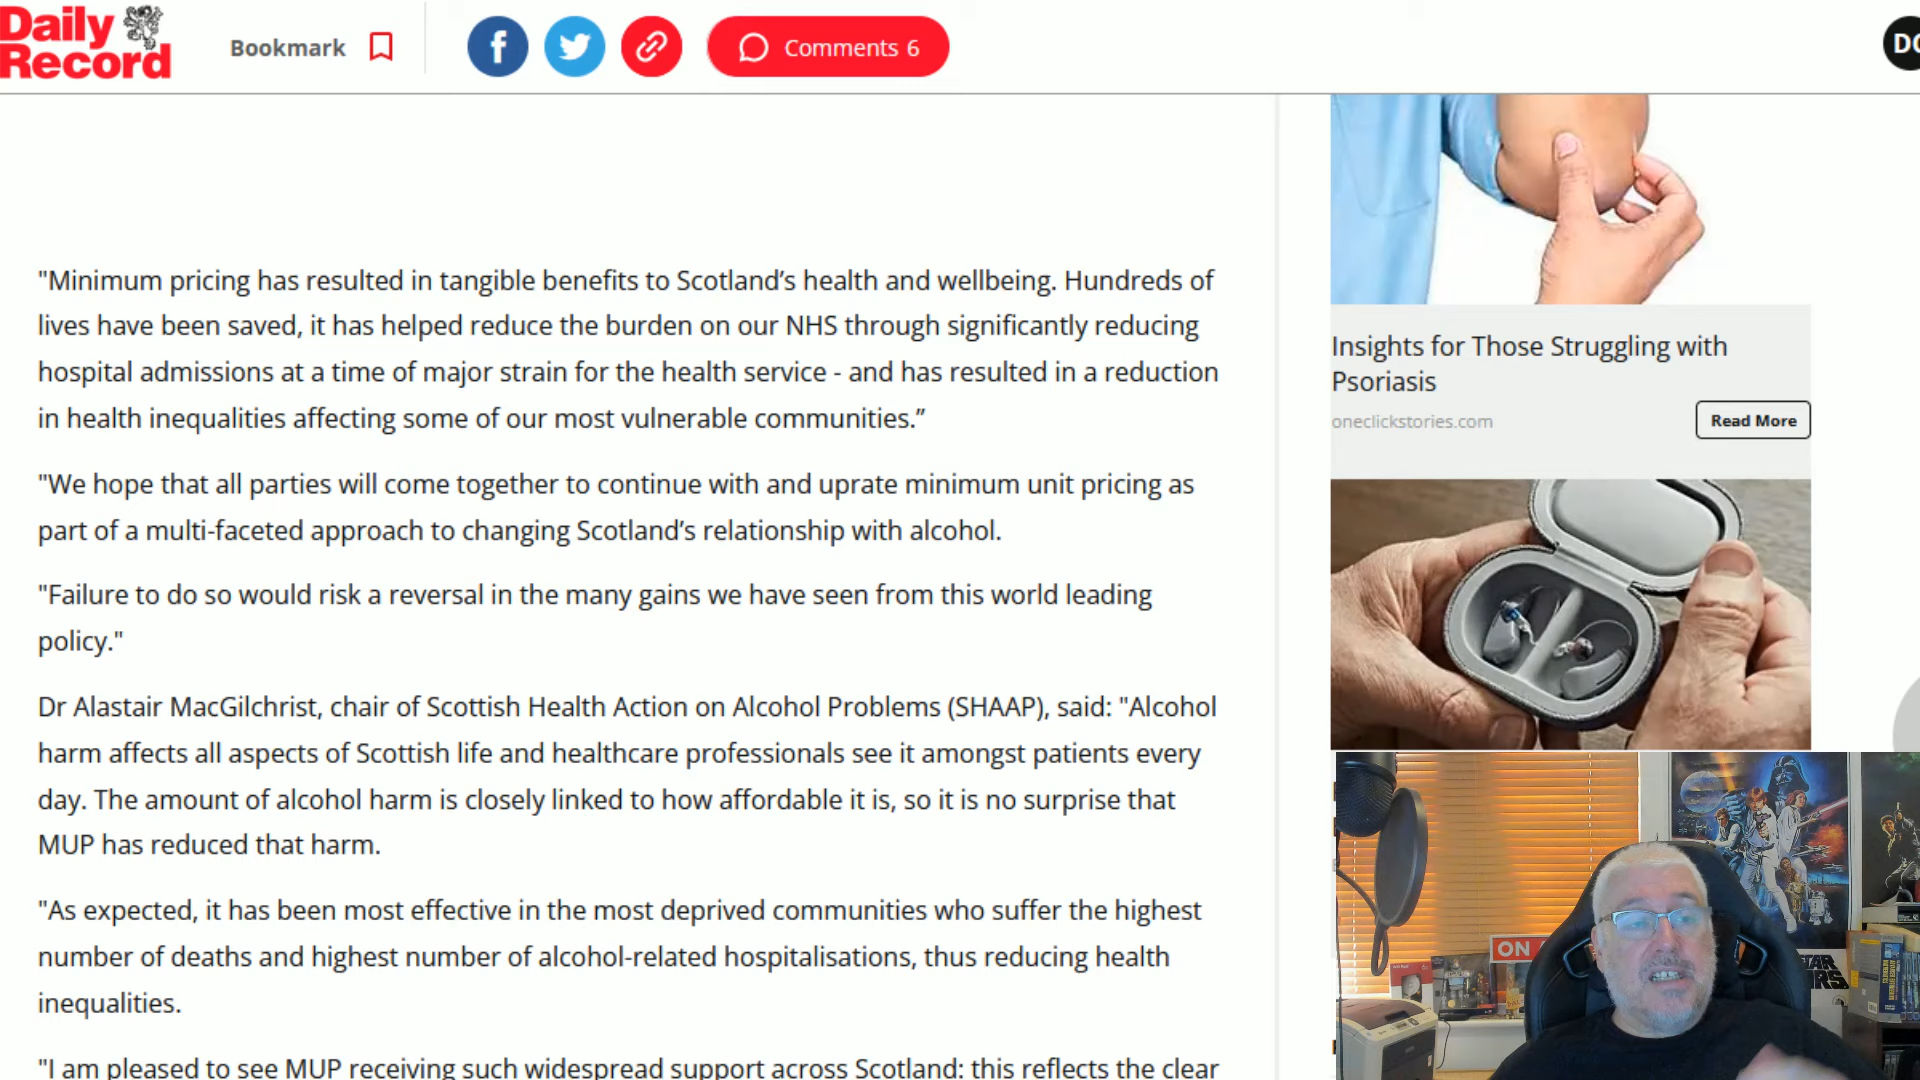 Daily
Record
Bookmark
Comments 6
"Minimum pricing has resulted in tangible benefits to Scotland’s health and wellbeing. Hundreds of
lives have been saved, it has helped reduce the burden on our NHS through significantly reducing
hospital admissions at a time of major strain for the health service - and has resulted in a reduction
in health inequalities affecting some of our most vulnerable communities.”
"We hope that all parties will come together to continue with and uprate minimum unit pricing as
part of a multi-faceted approach to changing Scotland’s relationship with alcohol.
"Failure to do so would risk a reversal in the many gains we have seen from this world leading
policy."
Dr Alastair MacGilchrist, chair of Scottish Health Action on Alcohol Problems (SHAAP), said: "Alcohol
harm affects all aspects of Scottish life and healthcare professionals see it amongst patients every
day. The amount of alcohol harm is closely linked to how affordable it is, so it is no surprise that
MUP has reduced that harm.
"As expected, it has been most effective in the most deprived communities who suffer the highest
number of deaths and highest number of alcohol-related hospitalisations, thus reducing health
inequalities.
"I am pleased to see MUP receiving such widespread support across Scotland: this reflects the clear
Insights for Those Struggling with
Psoriasis
oneclickstories.com
Read More
ON